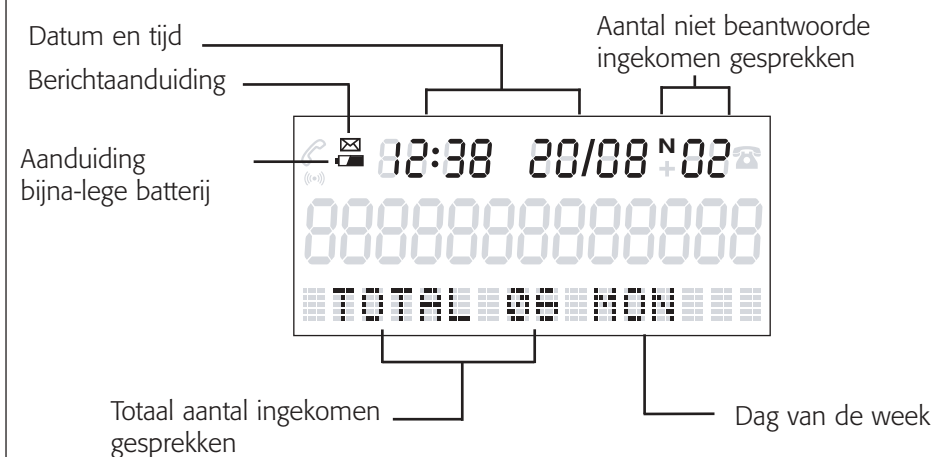 Datum en tijd
Berichtaanduiding
Aanduiding
bijna-lege batterij
Aantal niet beantwoorde
ingekomen gesprekken
12:38 20/08 N 02
+
TOTAL 06 MON
Totaal aantal ingekomen
gesprekken
Dag van de week